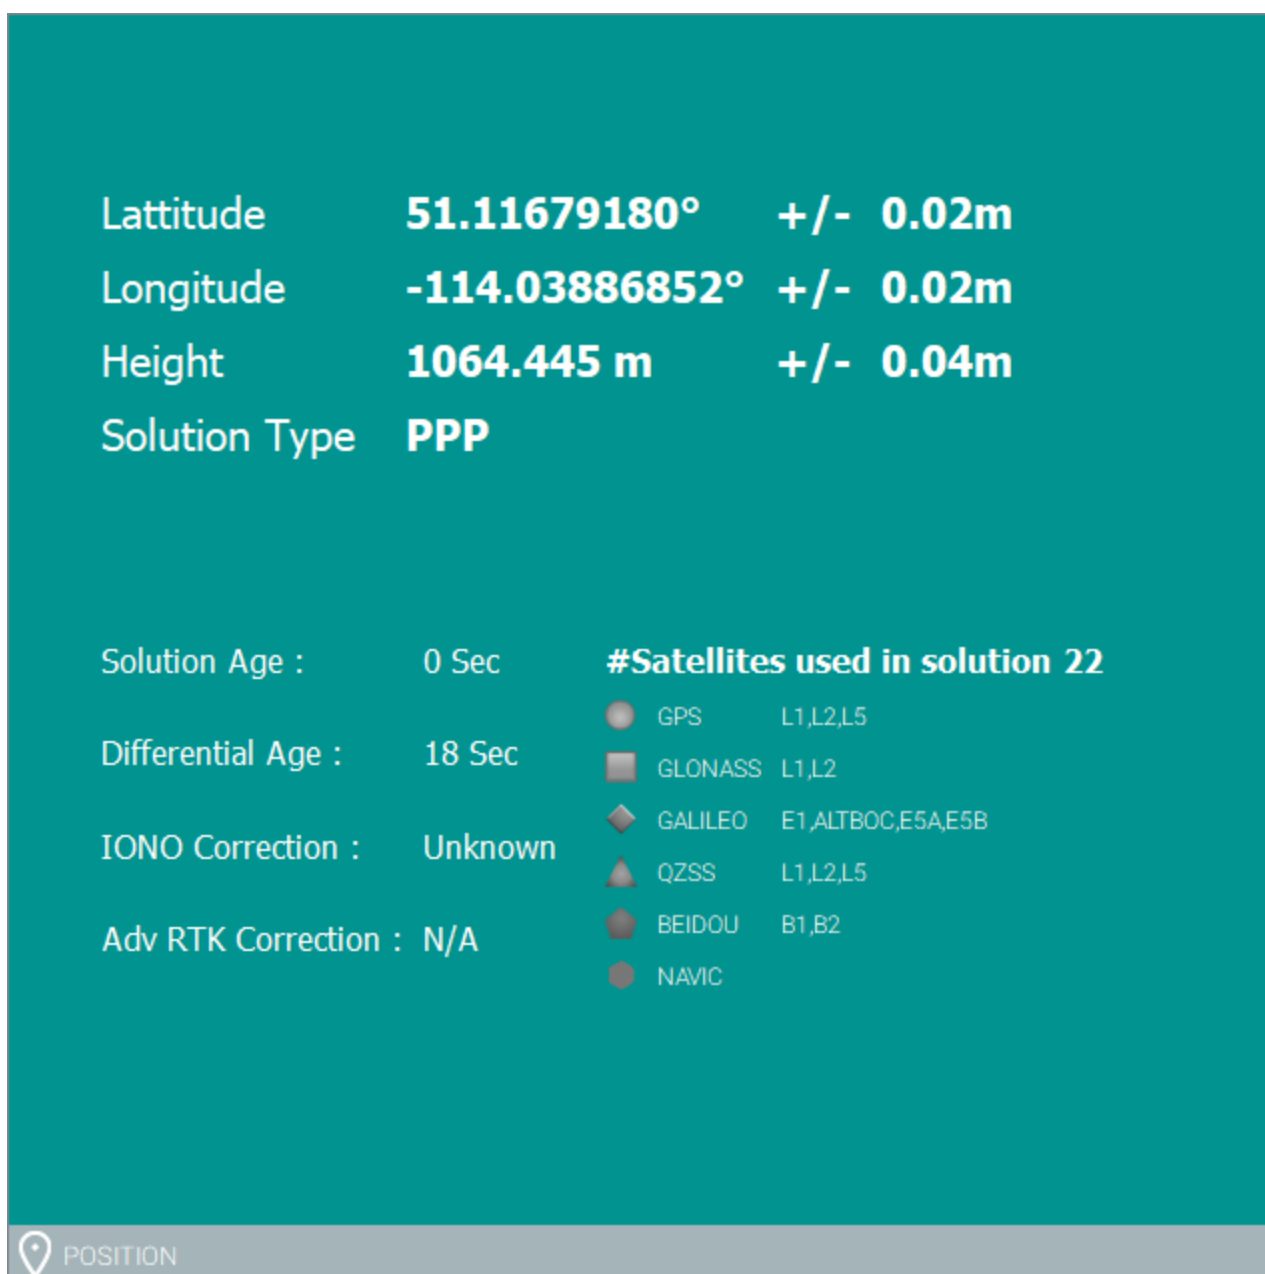 Lattitude 51.11679180° +/- 0.02m
Longitude -114.03886852° +/- 0.02m
Height 1064.445 m +/- 0.04m
Solution Type PPP
Solution Age : 0 Sec
Differential Age : 18 Sec
IONO Correction : Unknown
Adv RTK Correction : N/A
#Satellites used in solution 22
GPS L1,L2,L5
GLONASS L1,L2
GALILEO E1,ALTBOC,E5A,E5B
QZSS L1,L2,L5
BEIDOU B1,B2
NAVIC
POSITION